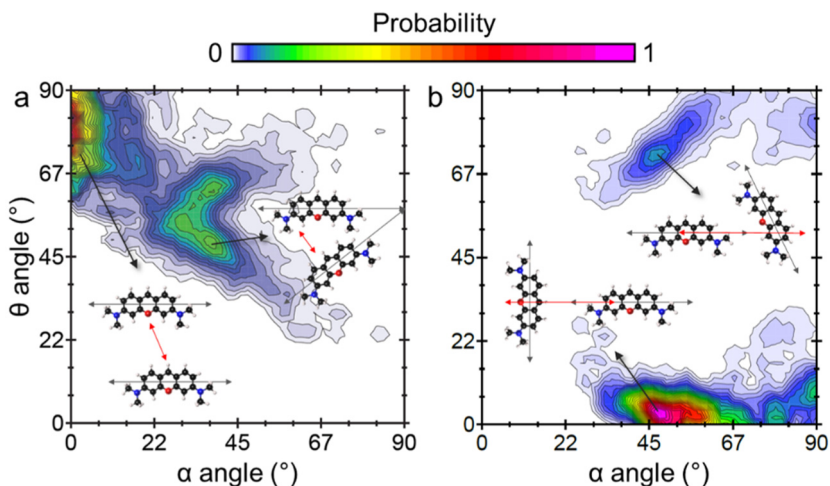 Probability
0 1
a b
90 90
67 67
45 45
22 22
0 0
0 22 45 67 90 0 22 45 67 90
α angle (°) α angle (°)
θ angle (°)